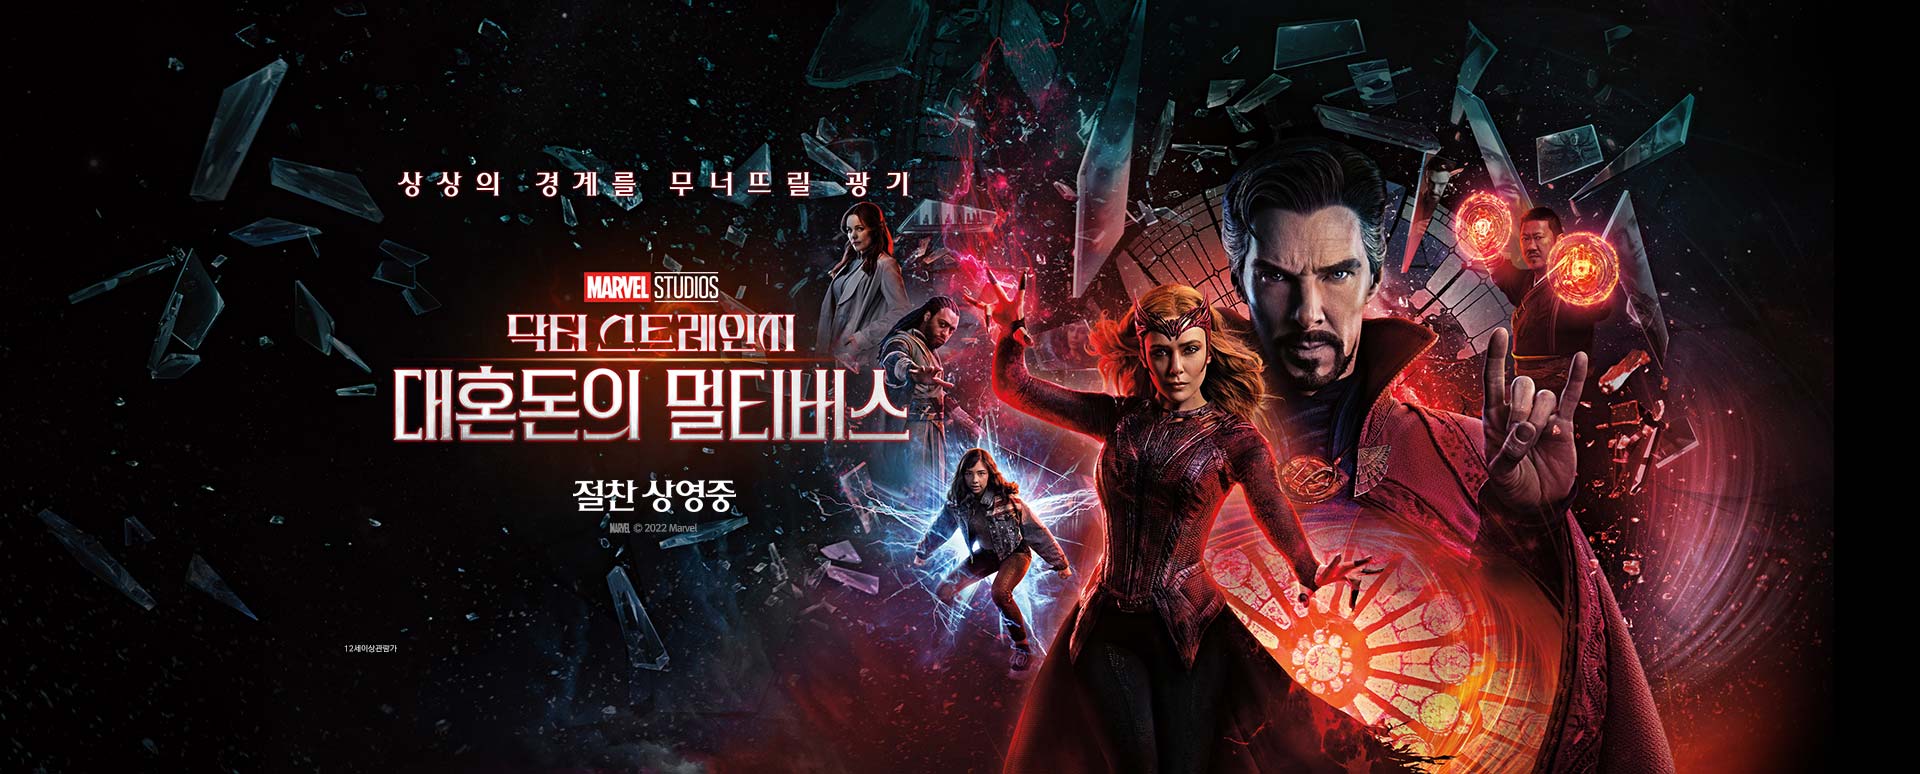 상상의 경계를 무너뜨릴 광기
MARVEL STUDIOS
닥터 스트레인지
대혼돈의 멀티버스
절찬 상영중
MARVEL © 2022 Marvel
12세이상관람가